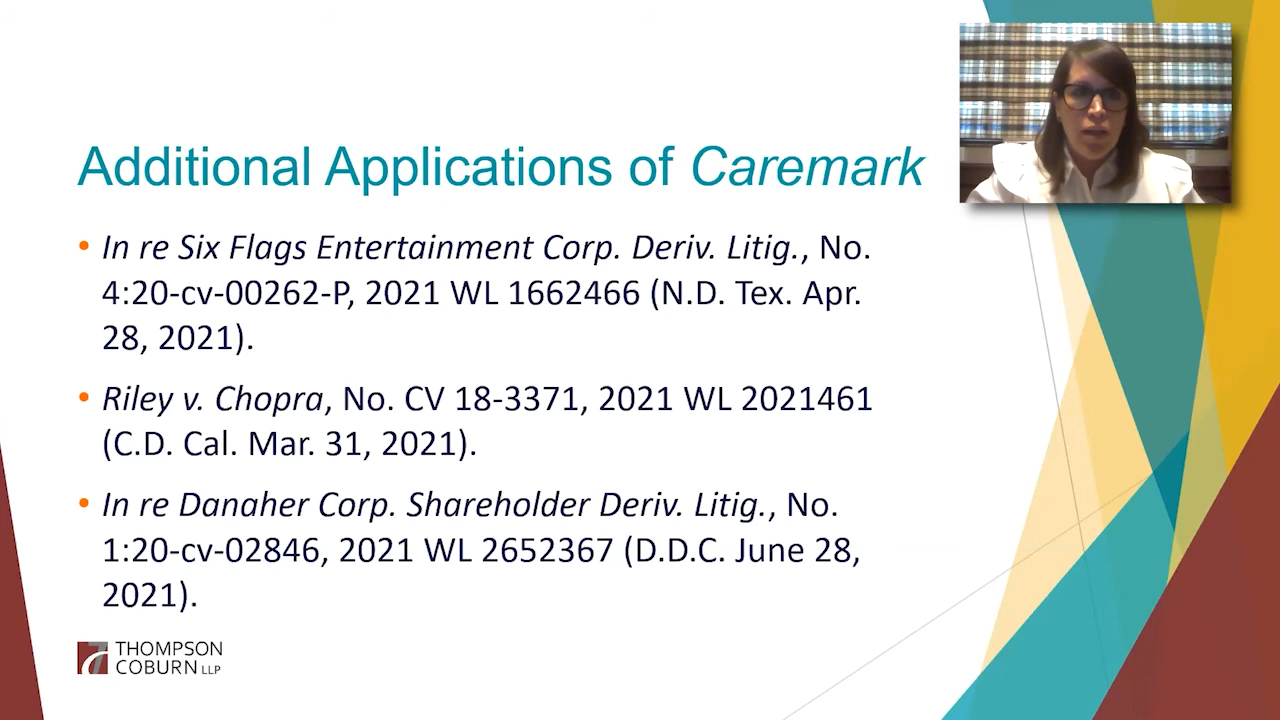 Additional Applications of Caremark
• In re Six Flags Entertainment Corp. Deriv. Litig., No.
4:20-cv-00262-P, 2021 WL 1662466 (N.D. Tex. Apr.
28, 2021).
• Riley v. Chopra, No. CV 18-3371, 2021 WL 2021461
(C.D. Cal. Mar. 31, 2021).
• In re Danaher Corp. Shareholder Deriv. Litig., No.
1:20-cv-02846, 2021 WL 2652367 (D.D.C. June 28,
2021).
THOMPSON
COBURN LLP